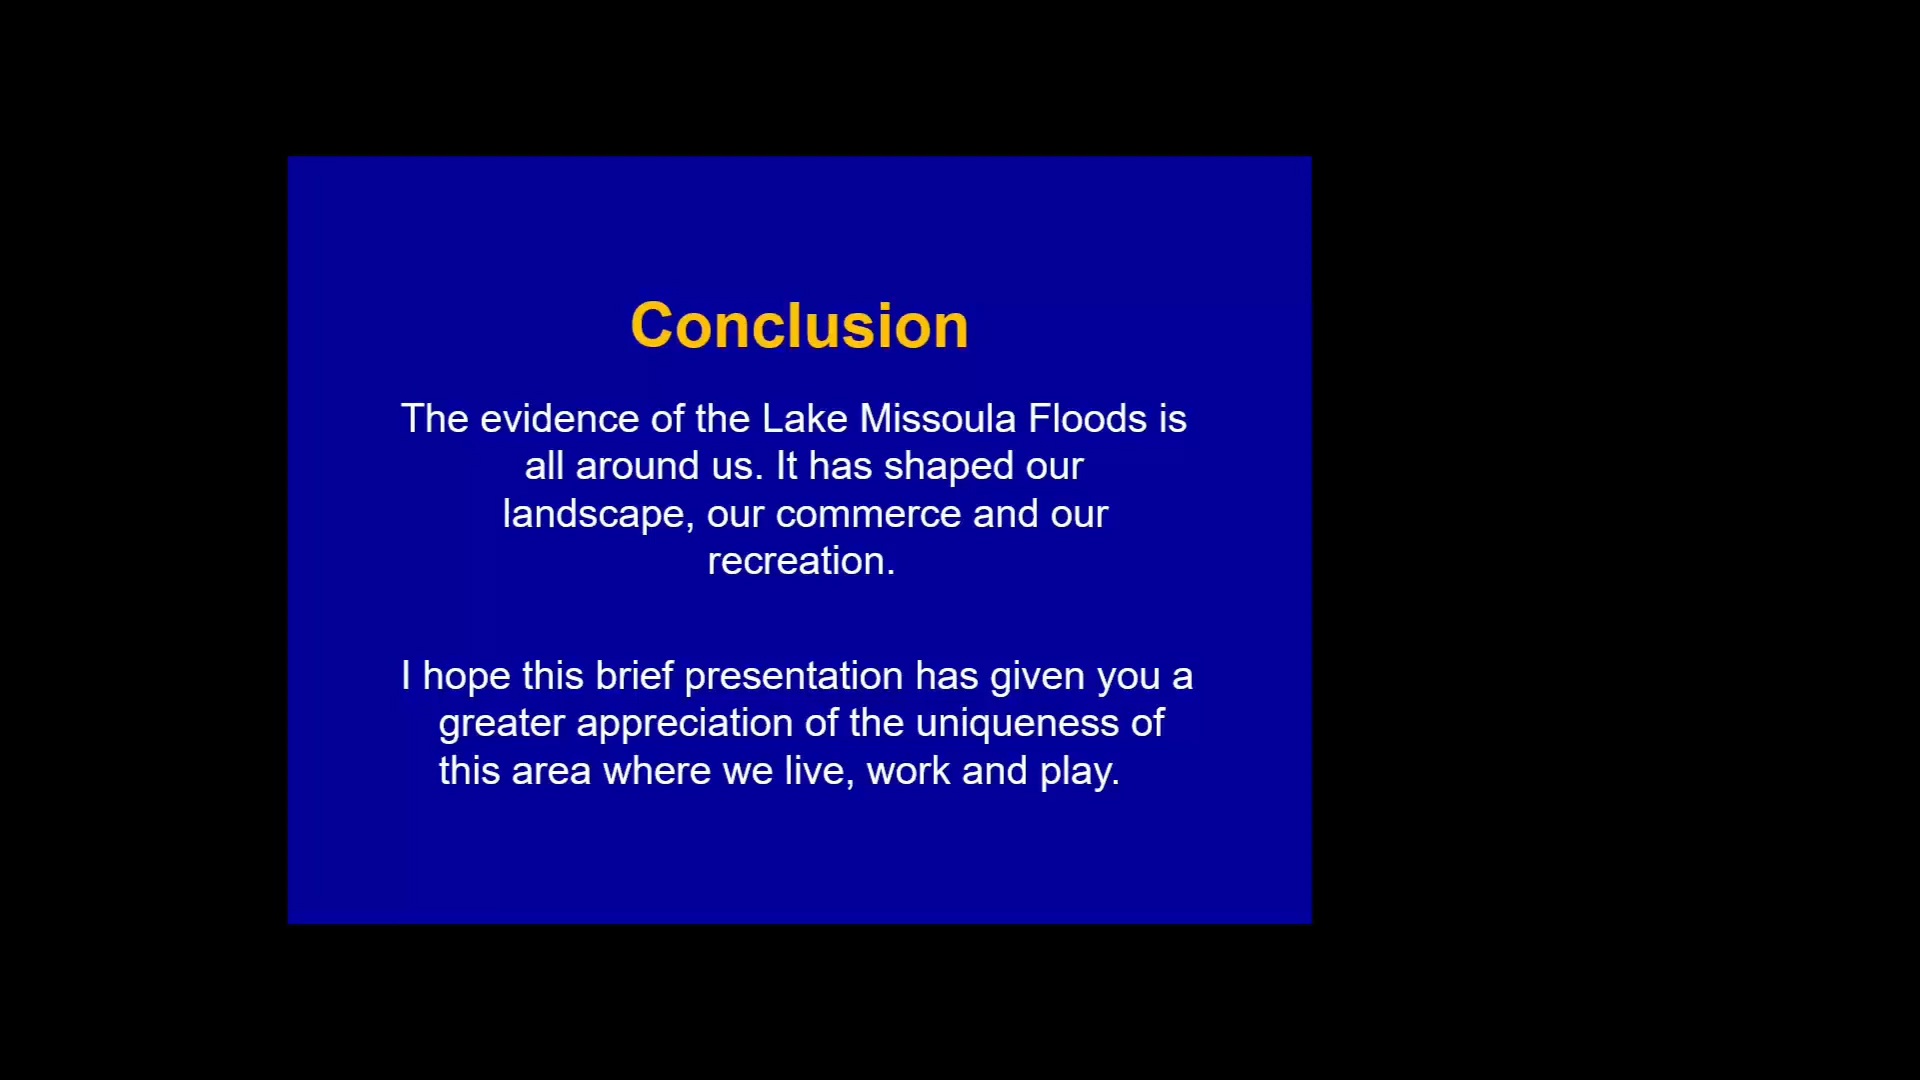 Conclusion
The evidence of the Lake Missoula Floods is
all around us. It has shaped our
landscape, our commerce and our
recreation.
I hope this brief presentation has given you a
greater appreciation of the uniqueness of
this area where we live, work and play.